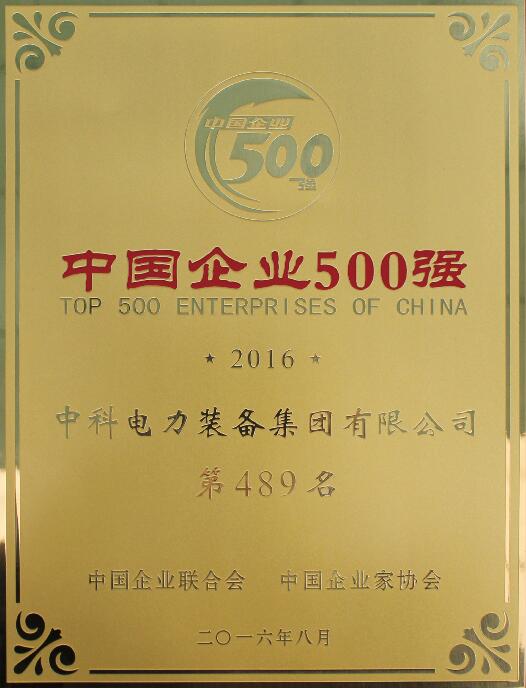 中国企业
500
强
中国企业500强
TOP 500 ENTERPRISES OF CHINA
★ 2016 ★
中科电力装备集团有限公司
第489名
中国企业联合会 中国企业家协会
二〇一六年八月